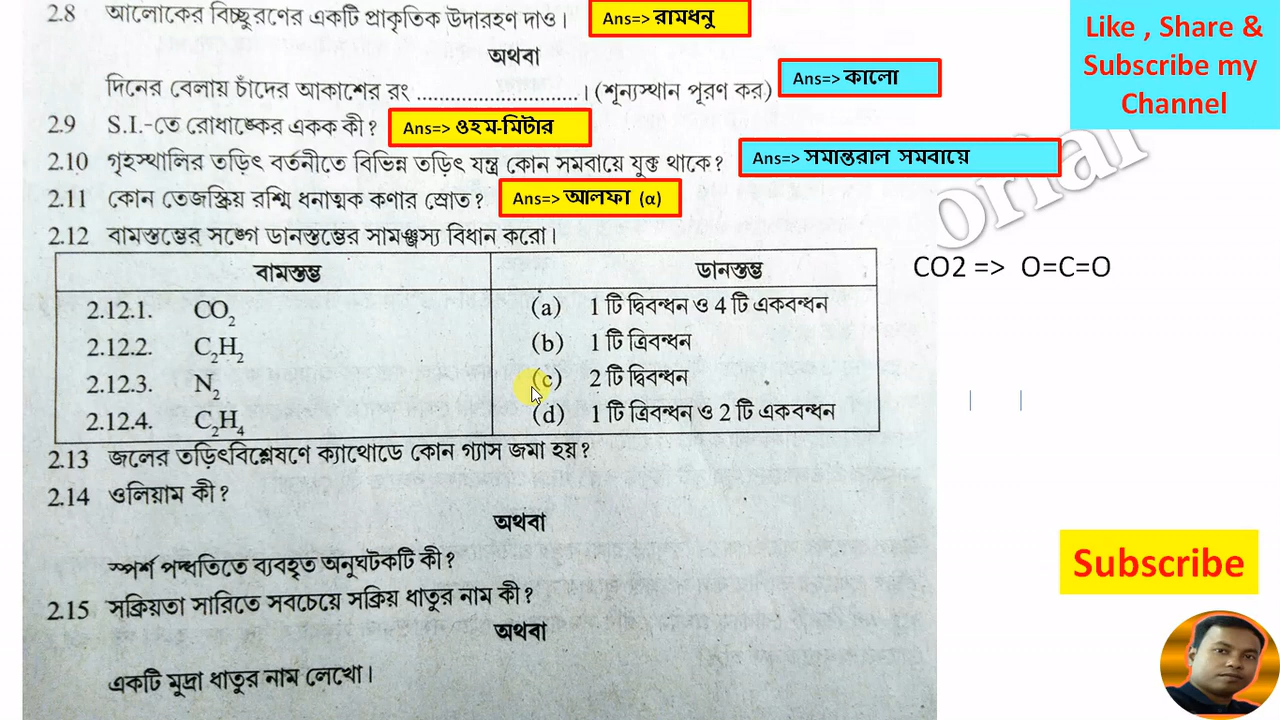 2.8 আলোকের বিচ্ছুরণের একটি প্রাকৃতিক উদারহণ দাও। Ans=> রামধনু
অথবা
দিনের বেলায় চাঁদের আকাশের রং ............................. । (শূন্যস্থান পূরণ কর) Ans=> কালো
2.9 S.I.-তে রোধাঙ্কের একক কী? Ans=> ওহম-মিটার
2.10 গৃহস্থালির তড়িৎ বর্তনীতে বিভিন্ন তড়িৎ যন্ত্র কোন সমবায়ে যুক্ত থাকে? Ans=> সমান্তরাল সমবায়ে
2.11 কোন তেজস্ক্রিয় রশ্মি ধনাত্মক কণার স্রোত? Ans=> আলফা (α)
2.12 বামস্তম্ভের সঙ্গে ডানস্তম্ভের সামঞ্জস্য বিধান করো।
বামস্তম্ভ ডানস্তম্ভ
2.12.1. CO2 (a) 1 টি দ্বিবন্ধন ও 4 টি একবন্ধন
2.12.2. C2H2 (b) 1 টি ত্রিবন্ধন
2.12.3. N2 (c) 2 টি দ্বিবন্ধন
2.12.4. C2H4 (d) 1 টি ত্রিবন্ধন ও 2 টি একবন্ধন
2.13 জলের তড়িৎবিশ্লেষণে ক্যাথোডে কোন গ্যাস জমা হয়?
2.14 ওলিয়াম কী?
অথবা
স্পর্শ পদ্ধতিতে ব্যবহৃত অনুঘটকটি কী?
2.15 সক্রিয়তা সারিতে সবচেয়ে সক্রিয় ধাতুর নাম কী?
অথবা
একটি মুদ্রা ধাতুর নাম লেখো।
Like , Share &
Subscribe my
Channel
CO2 => O=C=O
Subscribe